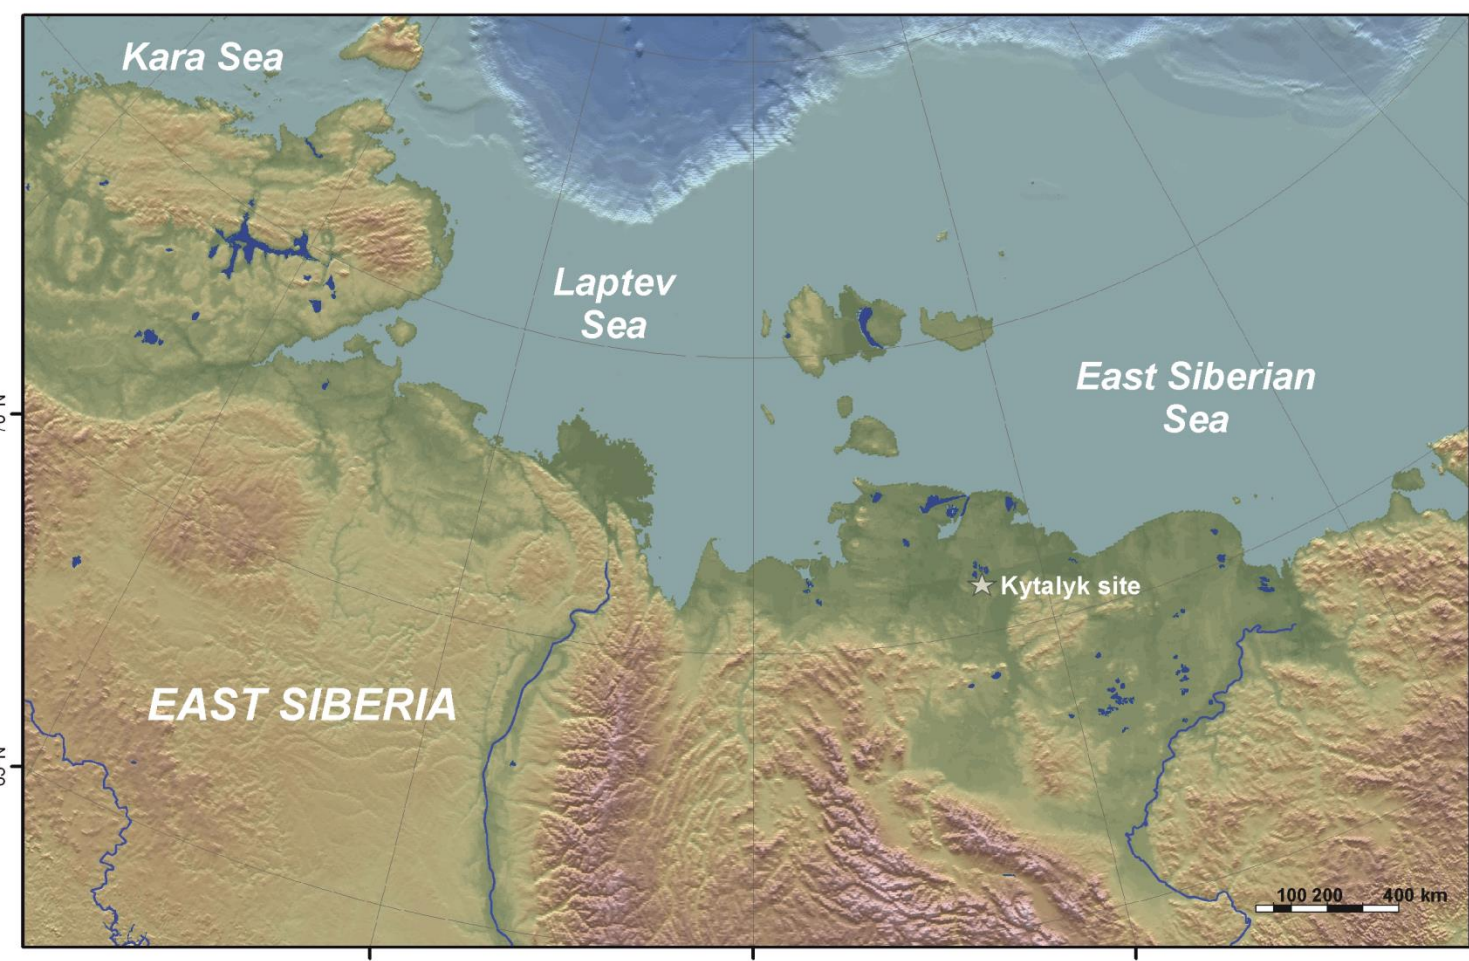 Kara Sea
Laptev
Sea
East Siberian
Sea
Kytalyk site
EAST SIBERIA
100 200 400 km